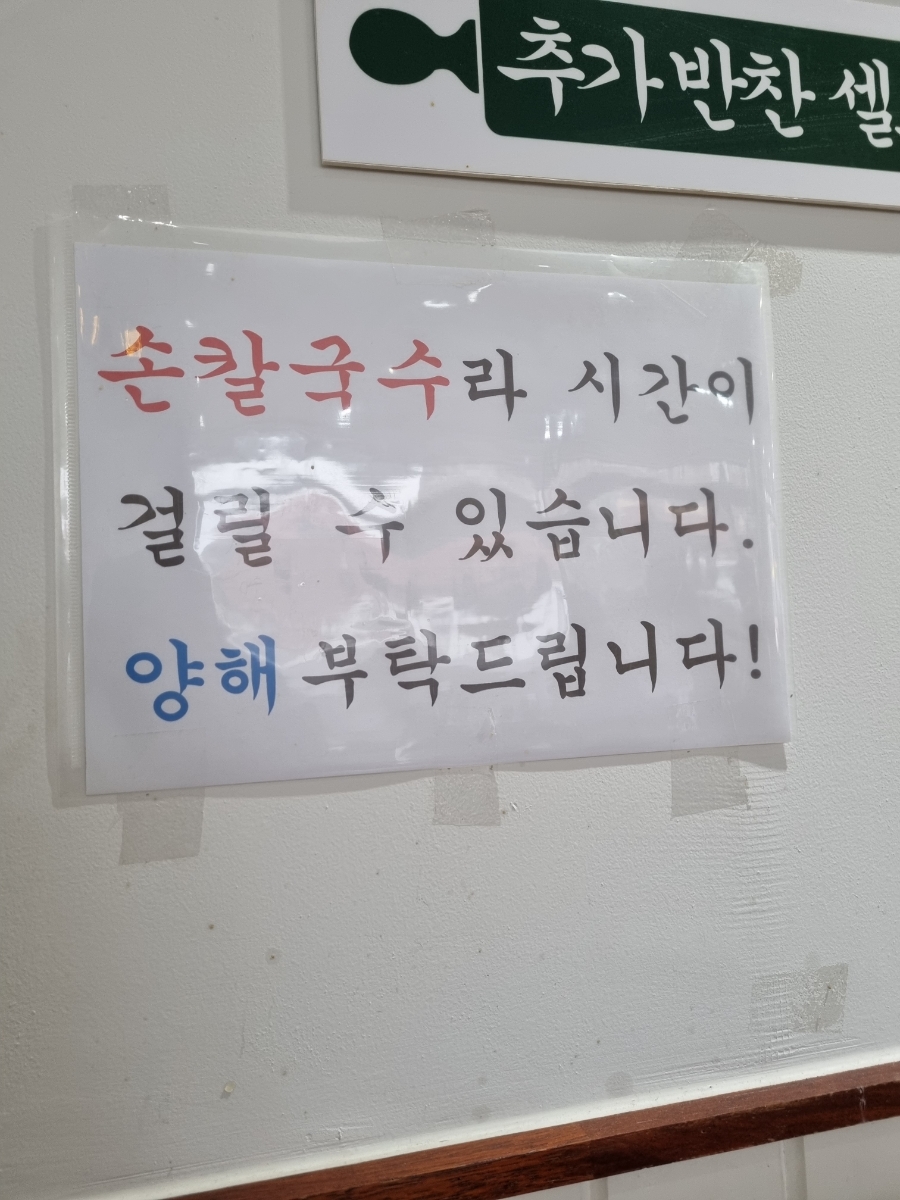 추가반찬 셀
손칼국수라 시간이
걸릴 수 있습니다.
양해 부탁드립니다!